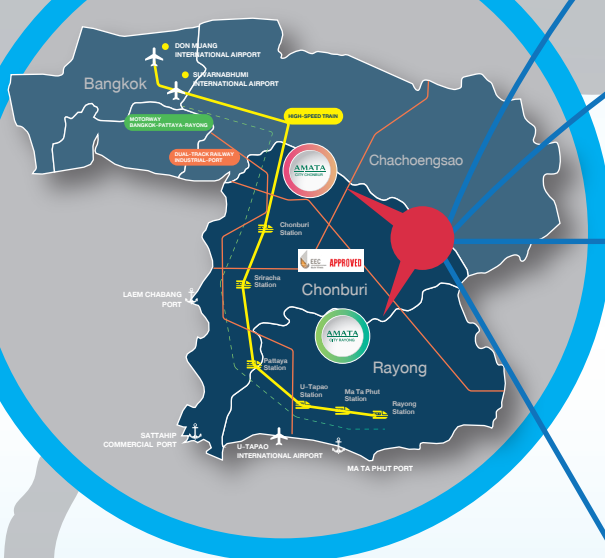 DON MUANG
INTERNATIONAL AIRPORT
SUVARNABHUMI
INTERNATIONAL AIRPORT
Bangkok
HIGH-SPEED TRAIN
MOTORWAY
BANGKOK-PATTAYA-RAYONG
DUAL-TRACK RAILWAY
INDUSTRIAL-PORT
Chachoengsao
AMATA
CITY CHONBURI
Chonburi
Station
EEC
APPROVED
Sriracha
Station
Chonburi
LAEM CHABANG
PORT
AMATA
CITY RAYONG
Pattaya
Station
Rayong
U-Tapao
Station
Ma Ta Phut
Station
Rayong
Station
SATTAHIP
COMMERCIAL PORT
U-TAPAO
INTERNATIONAL AIRPORT
MA TA PHUT PORT